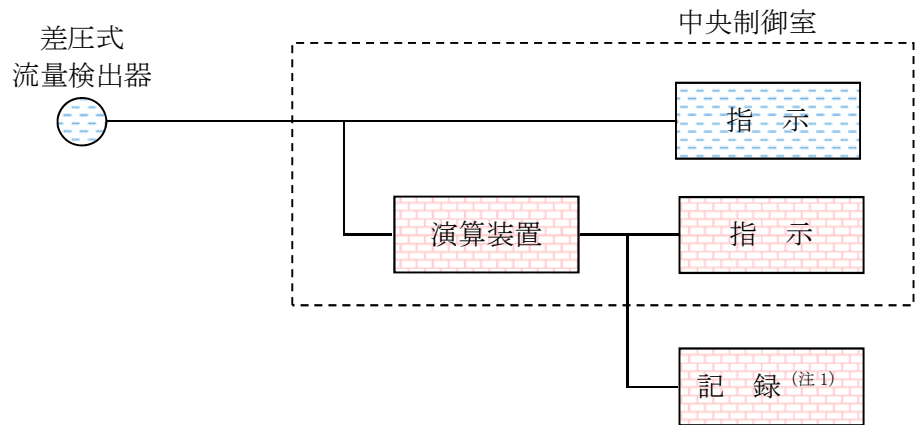 中央制御室
差圧式
流量検出器
指 示
演算装置
指 示
記 録 (注1)